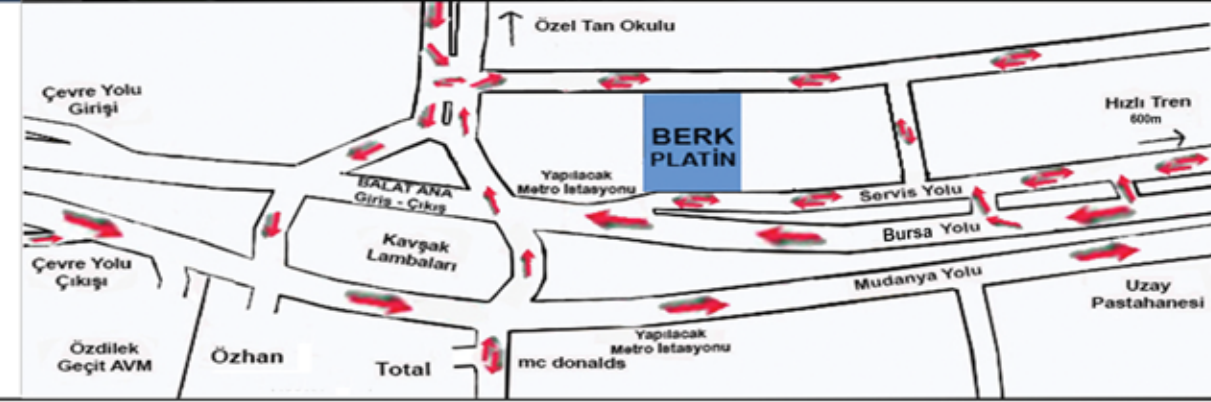 Özel Tan Okulu
Çevre Yolu
Girişi
Hızlı Tren
600m
BERK
PLATİN
Yapılacak
Metro İstasyonu
BALAT ANA
Giriş - Çıkış
Servis Yolu
Bursa Yolu
Kavşak
Lambaları
Çevre Yolu
Çıkışı
Mudanya Yolu
Uzay
Pastahanesi
Yapılacak
Metro İstasyonu
Özdilek
Geçit AVM
Özhan
Total
mc donalds